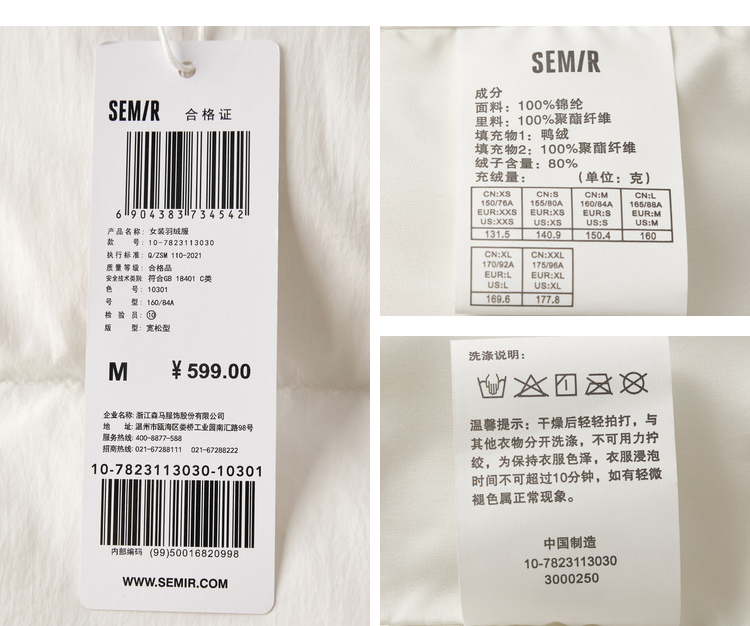 SEMIR 合格证
6 904383 734542
产品名称: 女装羽绒服
款 号: 10-7823113030
执行标准: Q/ZSM 110-2021
质量等级: 合格品
安全技术类别 符合GB 18401 C类
色 号: 10301
号 型: 160/84A
检 验 员: ⑩
版 型: 宽松型
M ¥ 599.00
企业名称: 浙江森马服饰股份有限公司
地 址: 温州市瓯海区娄桥工业园南汇路98号
服务热线: 400-8877-588
招商热线: 021-67288111 021-67288222
10-7823113030-10301
内部编码 (99)50016820998
WWW.SEMIR.COM
SEMIR
成分
面料: 100%锦纶
里料: 100%聚酯纤维
填充物1: 鸭绒
填充物2: 100%聚酯纤维
绒子含量: 80%
充绒量: (单位: 克)
CN:XS CN:S CN:M CN:L
150/76A 155/80A 160/84A 165/88A
EUR:XXS EUR:XS EUR:S EUR:M
US:XXS US:XS US:S US:M
131.5 140.9 150.4 160
CN:XL CN:XXL
170/92A 175/96A
EUR:L EUR:XL
US:L US:XL
169.6 177.8
洗涤说明:
温馨提示: 干燥后轻轻拍打, 与
其他衣物分开洗涤, 不可用力拧
绞, 为保持衣服色泽, 衣服浸泡
时间不可超过10分钟, 如有轻微
褪色属正常现象。
中国制造
10-7823113030
3000250